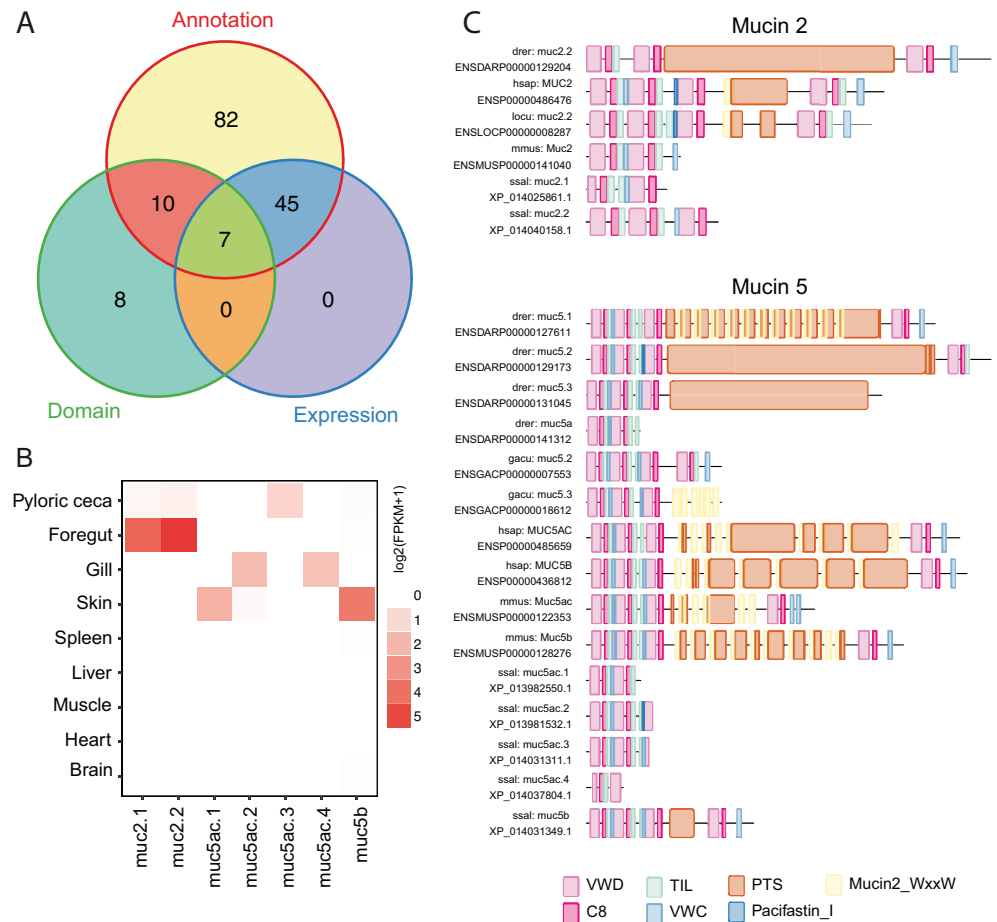 A
Annotation
82
10
45
7
8
0
0
Domain
Expression
B
Pyloric ceca
Foregut
Gill
Skin
Spleen
Liver
Muscle
Heart
Brain
muc2.1
muc2.2
muc5ac.1
muc5ac.2
muc5ac.3
muc5ac.4
muc5b
log2(FPKM+1)
0
1
2
3
4
5
C
Mucin 2
drer: muc2.2
ENSDARP00000129204
hsap: MUC2
ENSP00000486476
locu: muc2.2
ENSLOCP00000008287
mmus: Muc2
ENSMUSP00000141040
ssal: muc2.1
XP_014025861.1
ssal: muc2.2
XP_014040158.1
Mucin 5
drer: muc5.1
ENSDARP00000127611
drer: muc5.2
ENSDARP00000129173
drer: muc5.3
ENSDARP00000131045
drer: muc5a
ENSDARP00000141312
gacu: muc5.2
ENSGACP00000007553
gacu: muc5.3
ENSGACP00000018612
hsap: MUC5AC
ENSP00000485659
hsap: MUC5B
ENSP00000436812
mmus: Muc5ac
ENSMUSP00000122353
mmus: Muc5b
ENSMUSP00000128276
ssal: muc5ac.1
XP_013982550.1
ssal: muc5ac.2
XP_013981532.1
ssal: muc5ac.3
XP_014031311.1
ssal: muc5ac.4
XP_014037804.1
ssal: muc5b
XP_014031349.1
VWD
TIL
PTS
Mucin2_WxxW
C8
VWC
Pacifastin_I